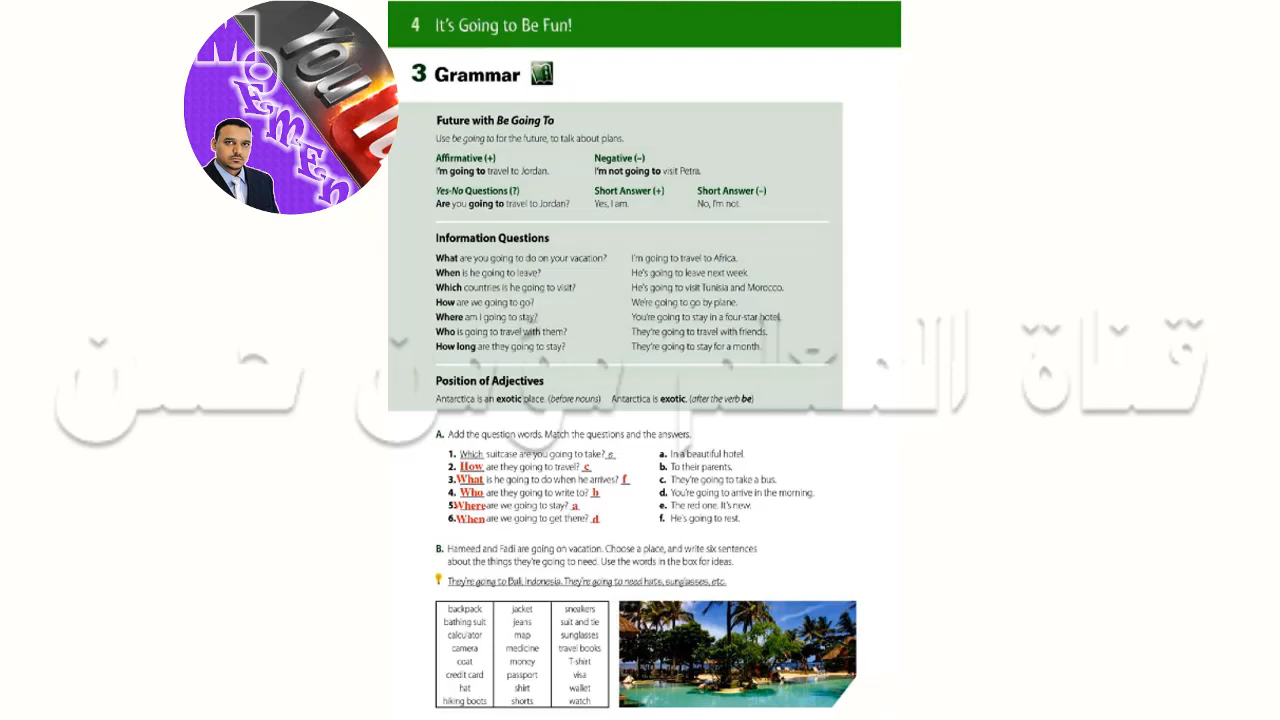 4 It's Going to Be Fun!
MOEMEN
You
3 Grammar
Future with Be Going To
Use be going to for the future, to talk about plans.
Affirmative (+) Negative (–)
I'm going to travel to Jordan. I'm not going to visit Petra.
Yes-No Questions (?) Short Answer (+) Short Answer (–)
Are you going to travel to Jordan? Yes, I am. No, I'm not.
Information Questions
What are you going to do on your vacation? I'm going to travel to Africa.
When is he going to leave? He's going to leave next week.
Which countries is he going to visit? He's going to visit Tunisia and Morocco.
How are we going to go? We're going to go by plane.
Where am I going to stay? You're going to stay in a four-star hotel.
Who is going to travel with them? They're going to travel with friends.
How long are they going to stay? They're going to stay for a month.
قناة المعلم مؤمن حسن
Position of Adjectives
Antarctica is an exotic place. (before nouns) Antarctica is exotic. (after the verb be)
A. Add the question words. Match the questions and the answers.
1. Which suitcase are you going to take? e a. In a beautiful hotel.
2. How are they going to travel? c b. To their parents.
3. What is he going to do when he arrives? f c. They're going to take a bus.
4. Who are they going to write to? b d. You're going to arrive in the morning.
5. Where are we going to stay? a e. The red one. It's new.
6. When are we going to get there? d f. He's going to rest.
B. Hameed and Fadi are going on vacation. Choose a place, and write six sentences
about the things they're going to need. Use the words in the box for ideas.
They're going to Bali, Indonesia. They're going to need hats, sunglasses, etc.
backpack jacket sneakers
bathing suit jeans suit and tie
calculator map sunglasses
camera medicine travel books
coat money T-shirt
credit card passport visa
hat shirt wallet
hiking boots shorts watch